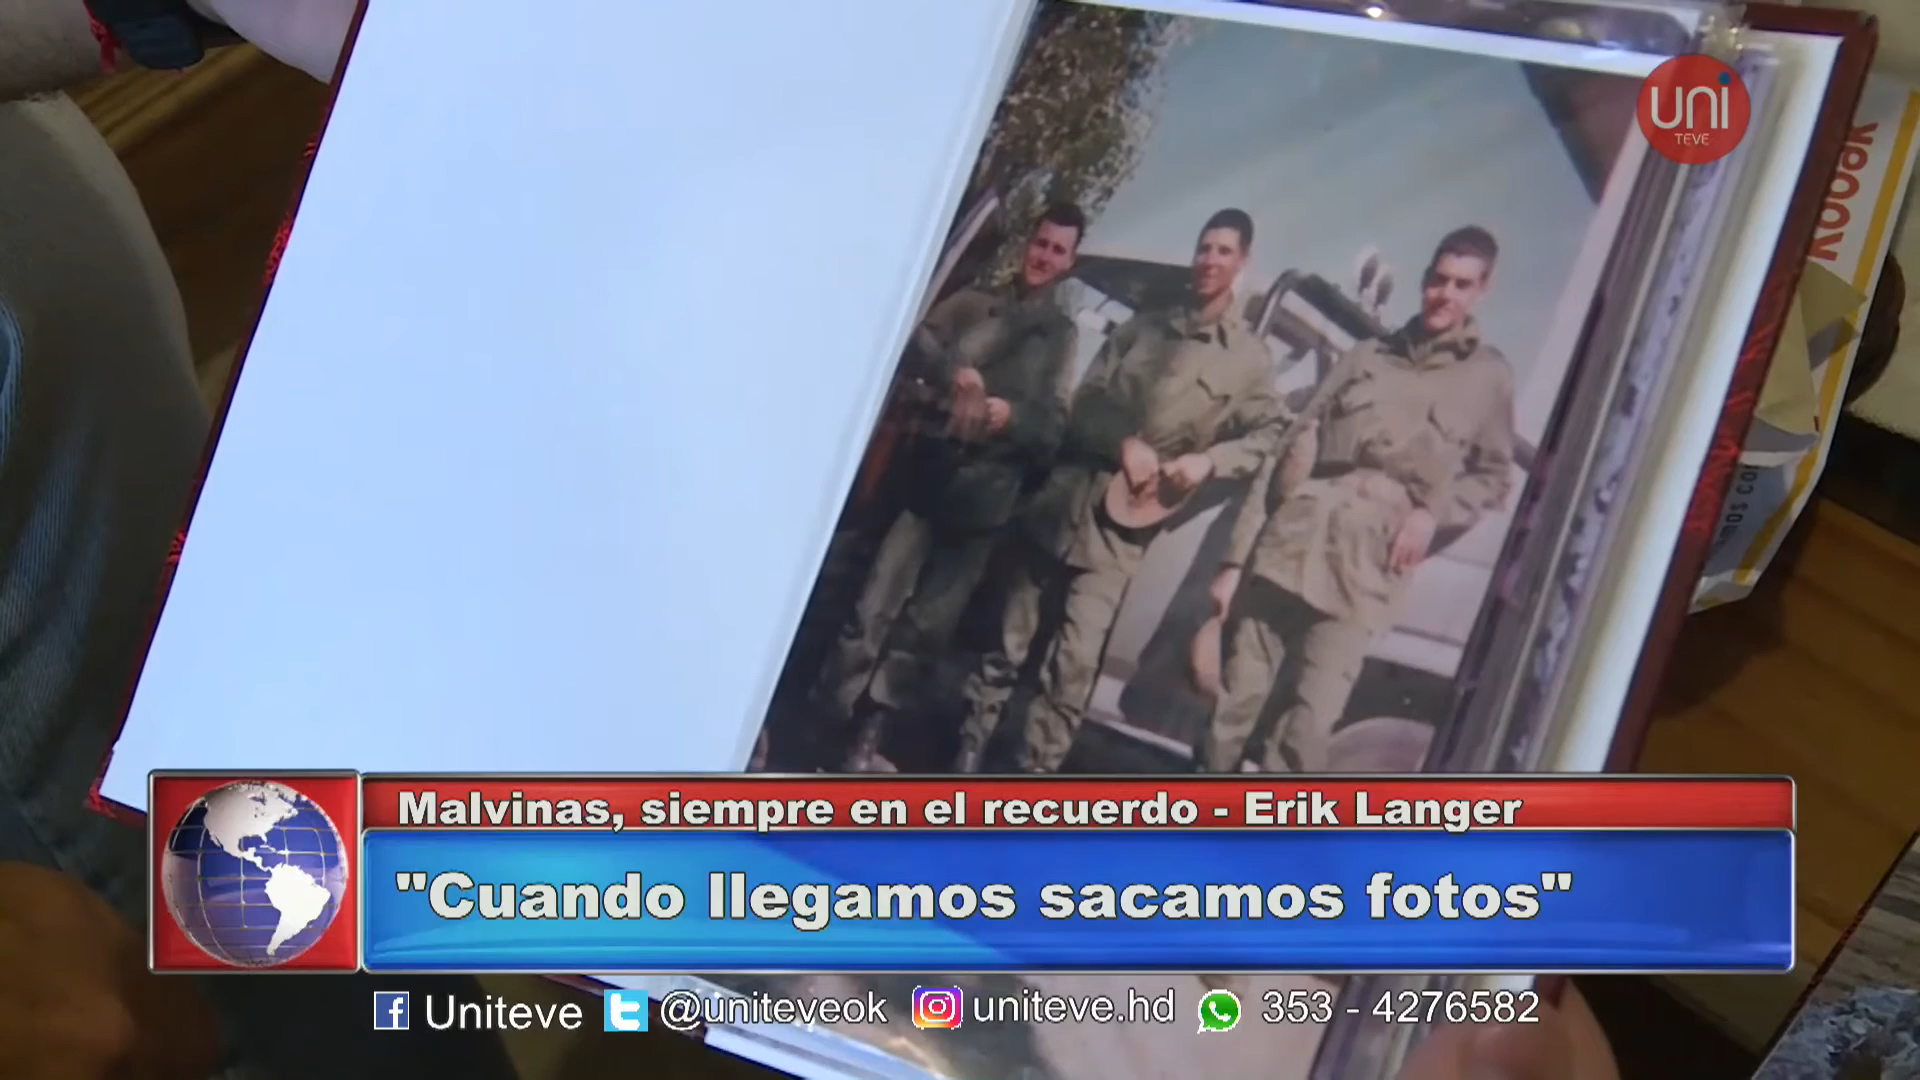 UNI
TEVE
Malvinas, siempre en el recuerdo - Erik Langer
"Cuando llegamos sacamos fotos"
Uniteve @uniteveok uniteve.hd 353 - 4276582